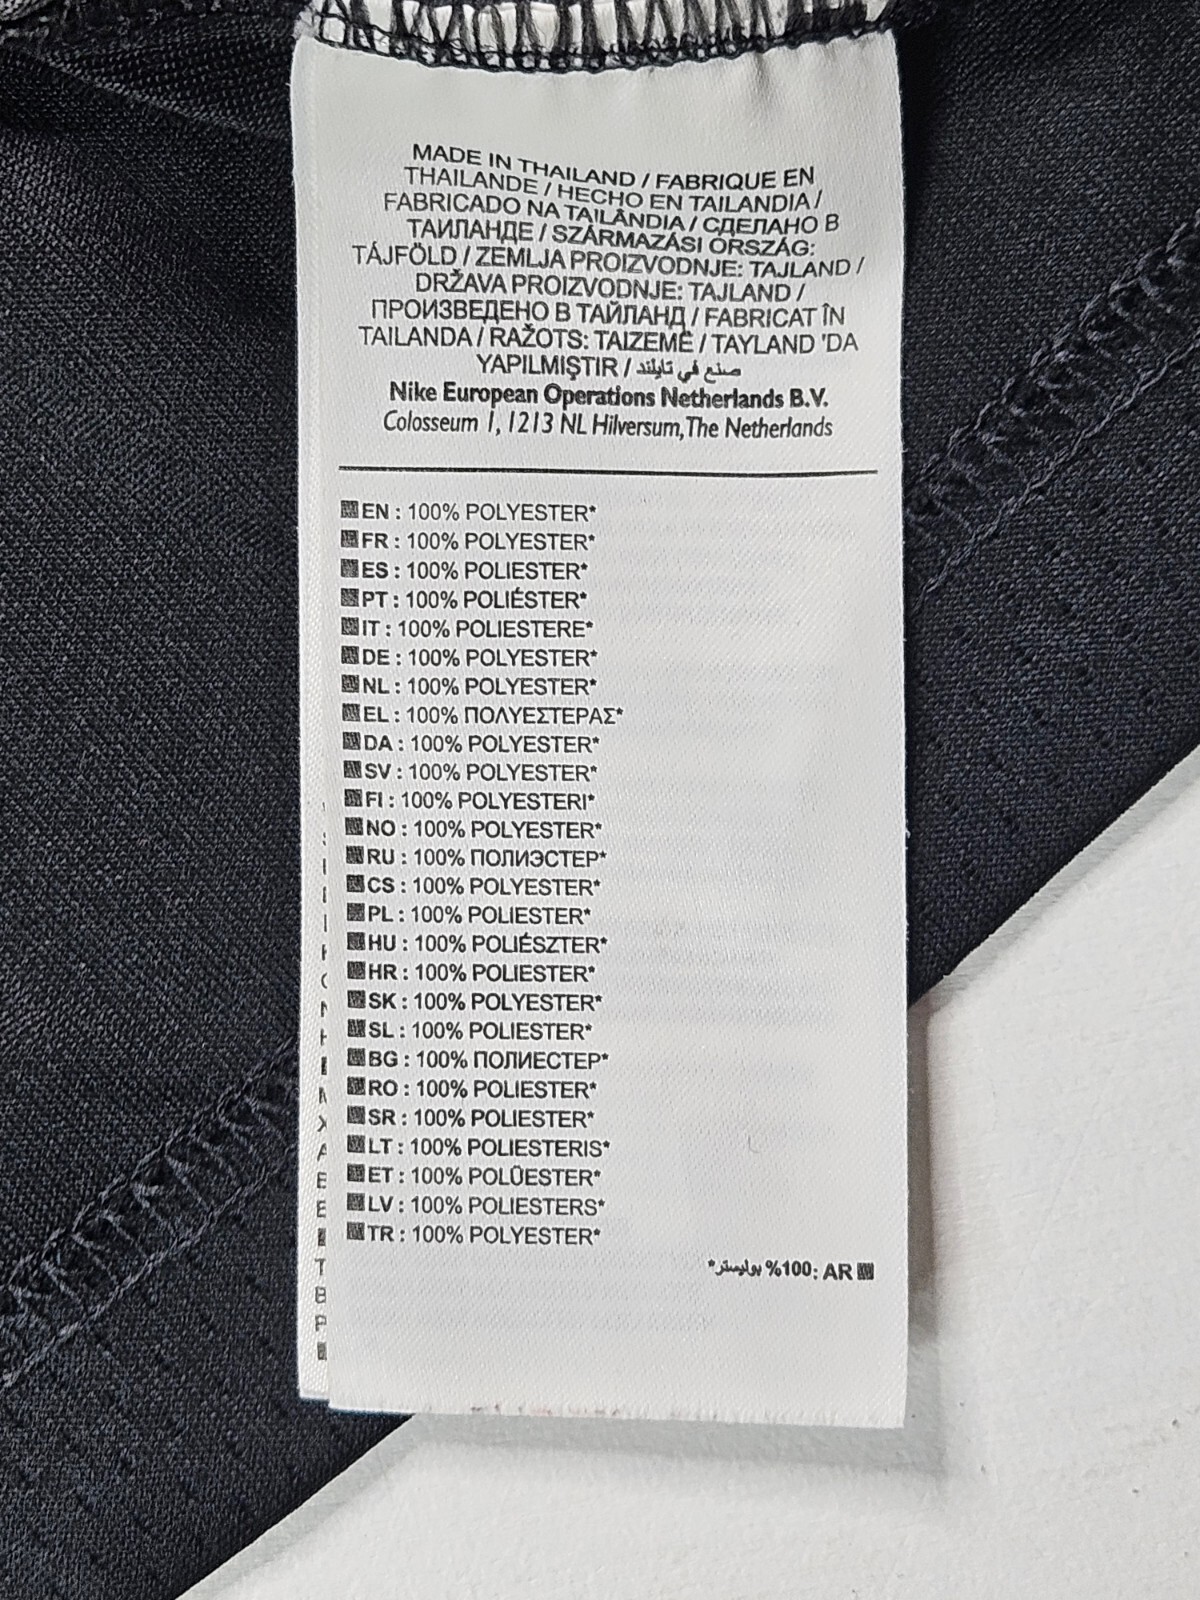 MADE IN THAILAND / FABRIQUE EN
THAILANDE / HECHO EN TAILANDIA /
FABRICADO NA TAILÂNDIA / СДЕЛАНО В
ТАИЛАНДЕ / SZÁRMAZÁSI ORSZÁG:
TÁJFÖLD / ZEMLJA PROIZVODNJE: TAJLAND /
DRŽAVA PROIZVODNJE: TAJLAND /
ПРОИЗВЕДЕНО В ТАЙЛАНД / FABRICAT ÎN
TAILANDA / RAŽOTS: TAIZEMĒ / TAYLAND 'DA
YAPILMIŞTIR / صنع في تايلند
Nike European Operations Netherlands B.V.
Colosseum 1, 1213 NL Hilversum, The Netherlands
EN : 100% POLYESTER*
FR : 100% POLYESTER*
ES : 100% POLIESTER*
PT : 100% POLIÉSTER*
IT : 100% POLIESTERE*
DE : 100% POLYESTER*
NL : 100% POLYESTER*
EL : 100% ΠΟΛΥΕΣΤΕΡΑΣ*
DA : 100% POLYESTER*
SV : 100% POLYESTER*
FI : 100% POLYESTERI*
NO : 100% POLYESTER*
RU : 100% ПОЛИЭСТЕР*
CS : 100% POLYESTER*
PL : 100% POLIESTER*
HU : 100% POLIÉSZTER*
HR : 100% POLIESTER*
SK : 100% POLYESTER*
SL : 100% POLIESTER*
BG : 100% ПОЛИЕСТЕР*
RO : 100% POLIESTER*
SR : 100% POLIESTER*
LT : 100% POLIESTERIS*
ET : 100% POLÜESTER*
LV : 100% POLIESTERS*
TR : 100% POLYESTER*
AR :100% بوليستر*